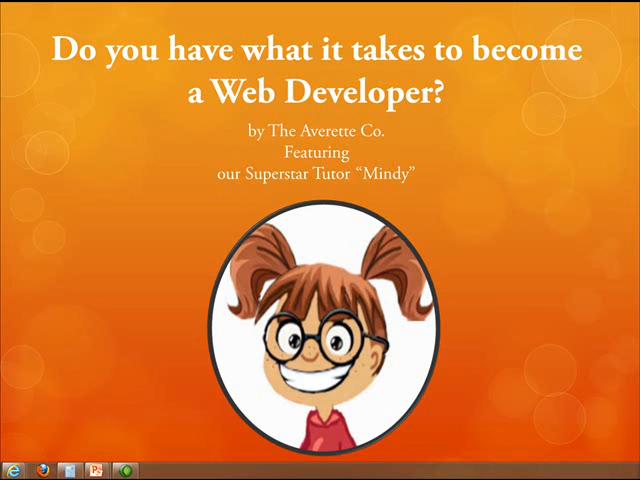 Do you have what it takes to become
a Web Developer?
by The Averette Co.
Featuring
our Superstar Tutor “Mindy”